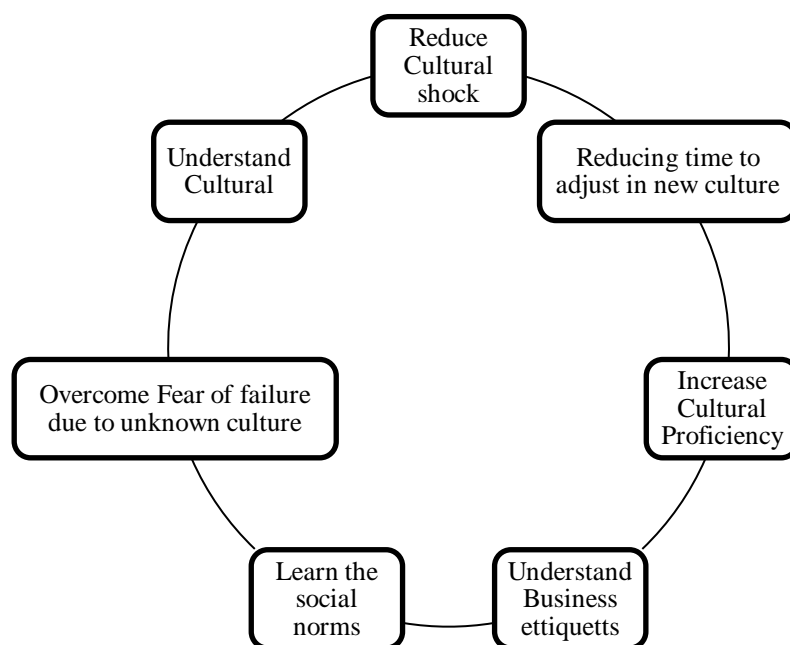 Reduce
Cultural
shock
Reducing time to
adjust in new culture
Increase
Cultural
Proficiency
Understand
Business
ettiquetts
Learn the
social
norms
Overcome Fear of failure
due to unknown culture
Understand
Cultural